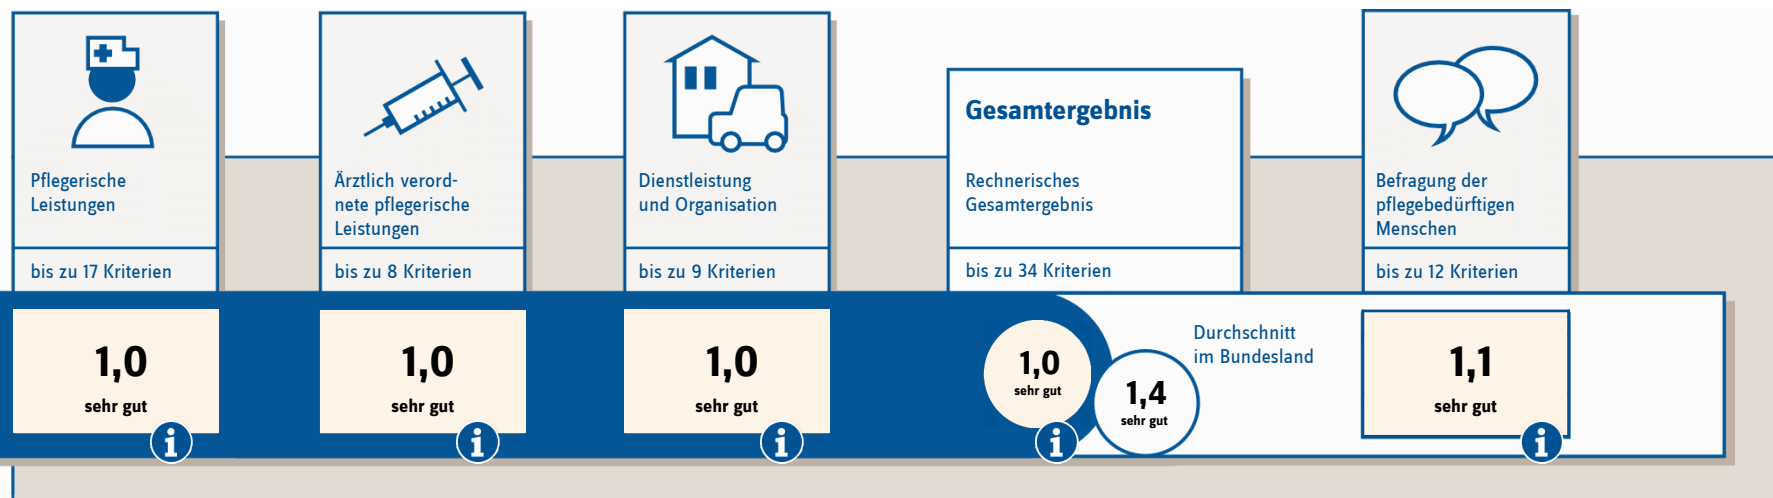 Pflegerische
Leistungen
bis zu 17 Kriterien
1,0
sehr gut
Ärztlich verord-
nete pflegerische
Leistungen
bis zu 8 Kriterien
1,0
sehr gut
Dienstleistung
und Organisation
bis zu 9 Kriterien
1,0
sehr gut
Gesamtergebnis
Rechnerisches
Gesamtergebnis
bis zu 34 Kriterien
1,0
sehr gut
1,4
sehr gut
Durchschnitt
im Bundesland
Befragung der
pflegebedürftigen
Menschen
bis zu 12 Kriterien
1,1
sehr gut